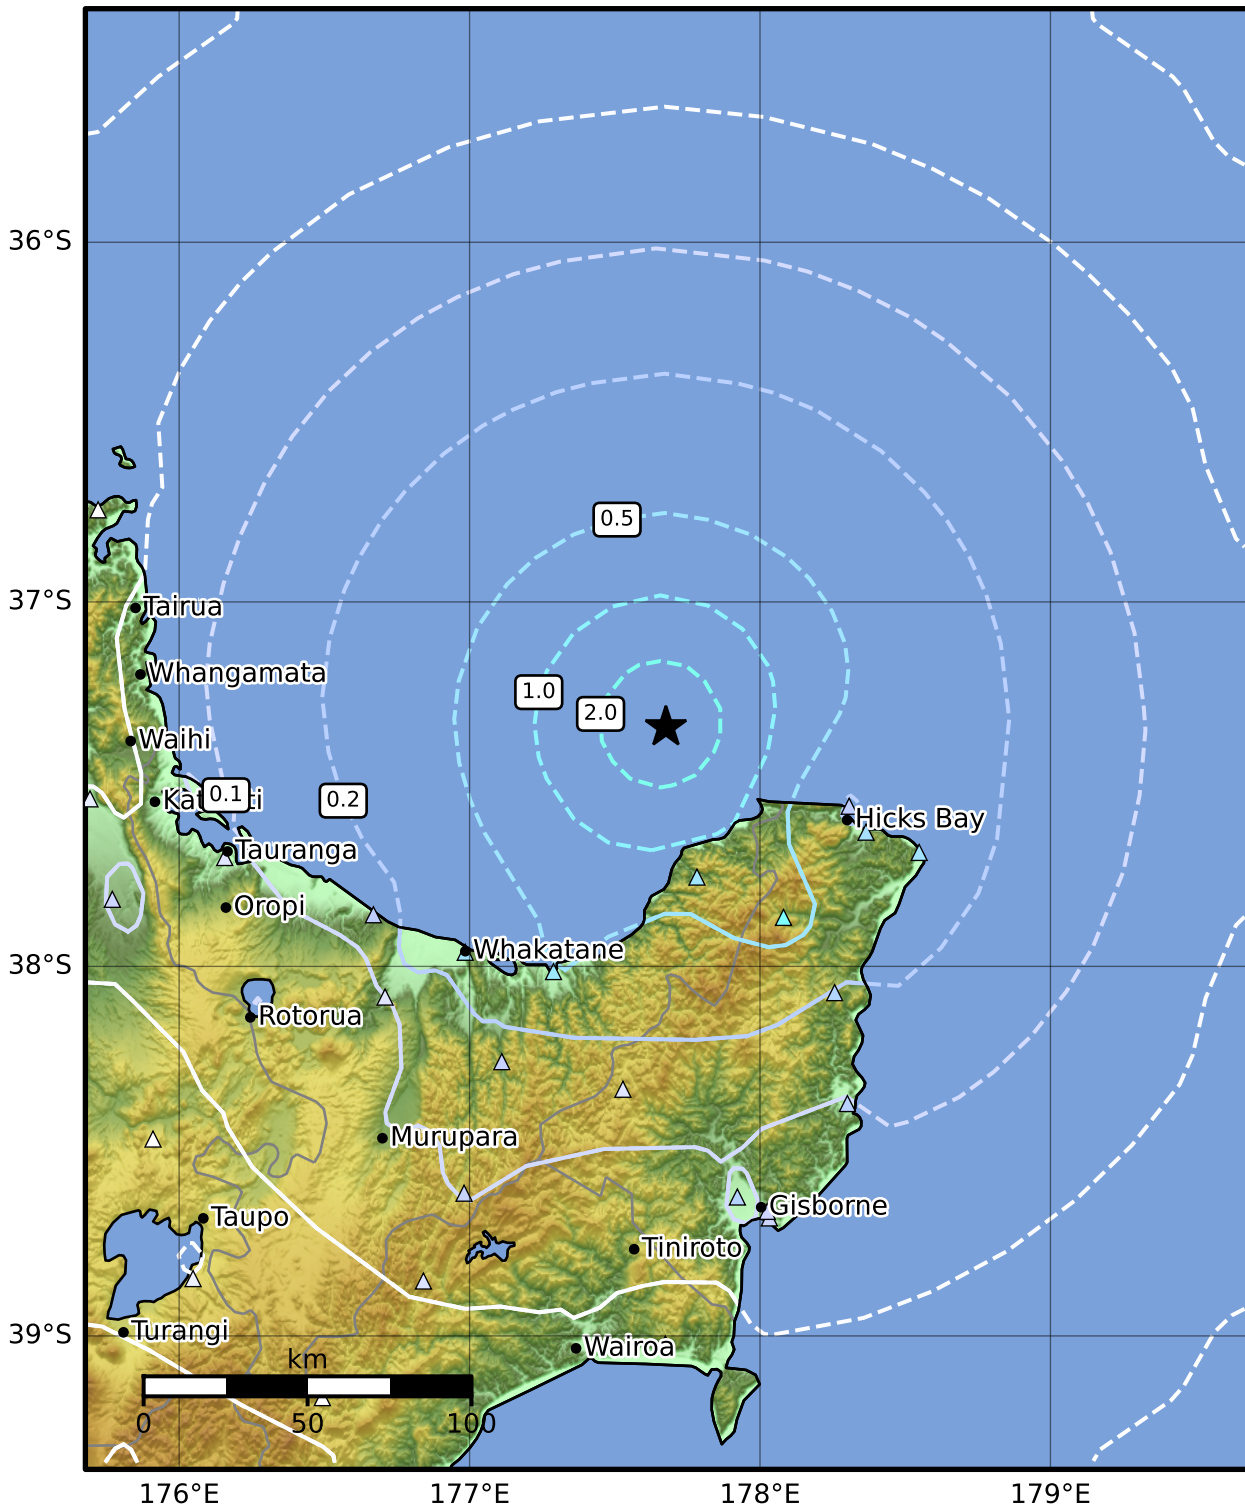 36°S
0.5
37°S
Tairua
Whangamata
1.0
2.0
Waihi
0.1
0.2
Hicks Bay
Tauranga
Oropi
Whakatane
38°S
Rotorua
Murupara
Gisborne
Taupo
Tiniroto
Turangi
39°S
Wairoa
km
0 50 100
176°E 177°E 178°E 179°E